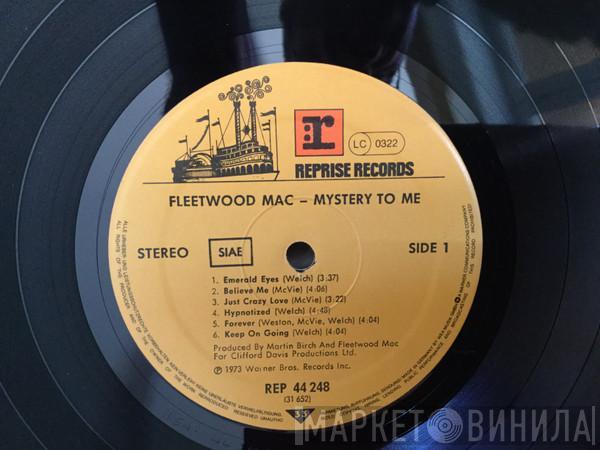 r
LC 0322
REPRISE RECORDS
FLEETWOOD MAC – MYSTERY TO ME
STEREO
SIAE
SIDE 1
1. Emerald Eyes (Welch) (3:37)
2. Believe Me (McVie) (4:06)
3. Just Crazy Love (McVie) (3:22)
4. Hypnotized (Welch) (4:48)
5. Forever (Weston, McVie, Welch) (4:04)
6. Keep On Going (Welch) (4:04)
Produced By Martin Birch And Fleetwood Mac
For Clifford Davis Productions Ltd.
℗ 1973 Warner Bros. Records Inc.
REP 44 248
(31 652)
33
МАРКЕТ ВИНИЛА